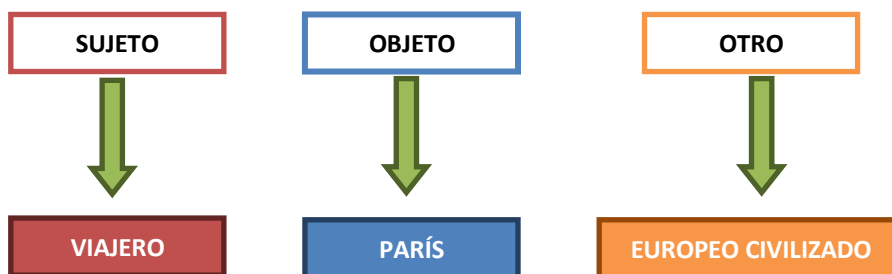 SUJETO
OBJETO
OTRO
VIAJERO
PARÍS
EUROPEO CIVILIZADO